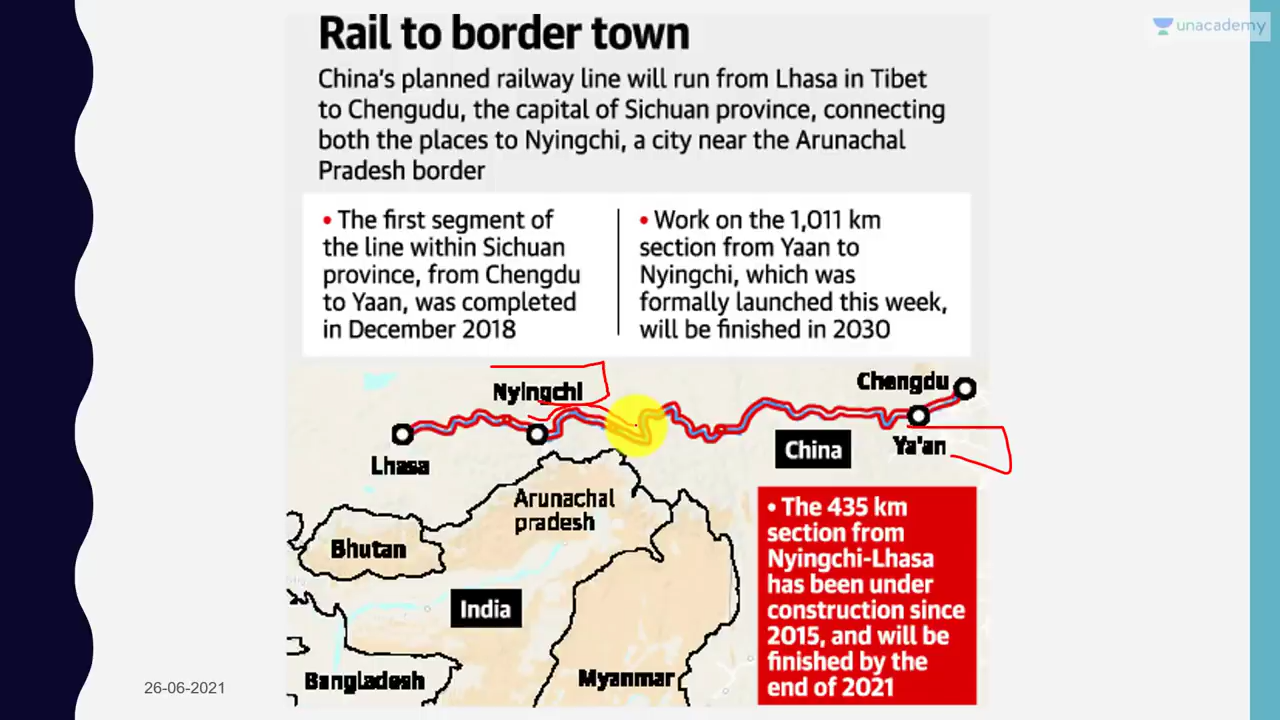 unacademy
Rail to border town
China's planned railway line will run from Lhasa in Tibet
to Chengudu, the capital of Sichuan province, connecting
both the places to Nyingchi, a city near the Arunachal
Pradesh border
• The first segment of
the line within Sichuan
province, from Chengdu
to Yaan, was completed
in December 2018
• Work on the 1,011 km
section from Yaan to
Nyingchi, which was
formally launched this week,
will be finished in 2030
Nyingchi
Chengdu
Lhasa
China
Ya'an
Arunachal
pradesh
Bhutan
India
Bangladesh
Myanmar
• The 435 km
section from
Nyingchi-Lhasa
has been under
construction since
2015, and will be
finished by the
end of 2021
26-06-2021